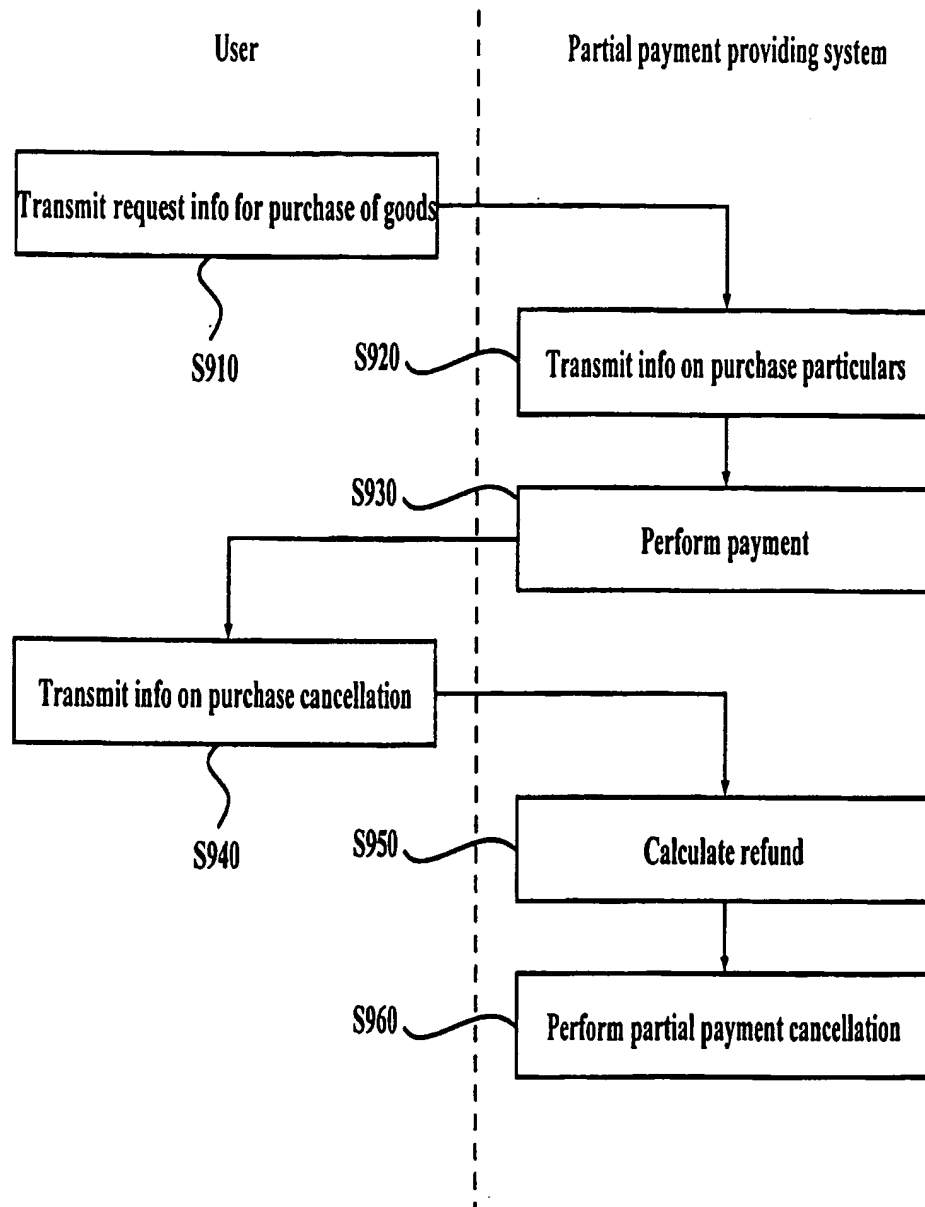 User
Partial payment providing system
Transmit request info for purchase of goods
S910
S920
Transmit info on purchase particulars
S930
Perform payment
Transmit info on purchase cancellation
S940
S950
Calculate refund
S960
Perform partial payment cancellation